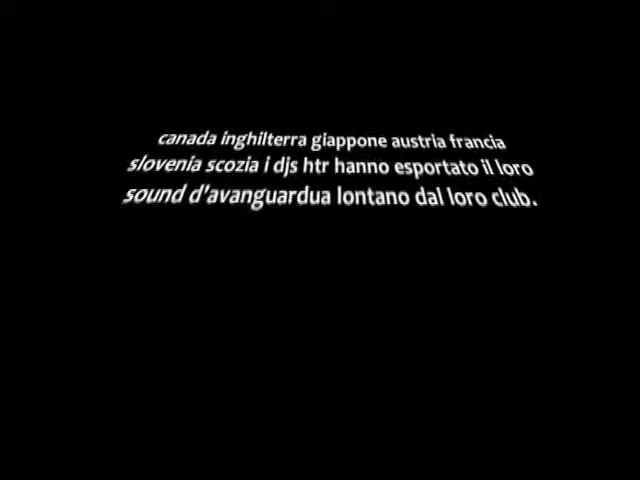 canada inghilterra giappone austria francia
slovenia scozia i djs htr hanno esportato il loro
sound d'avanguardua lontano dal loro club.